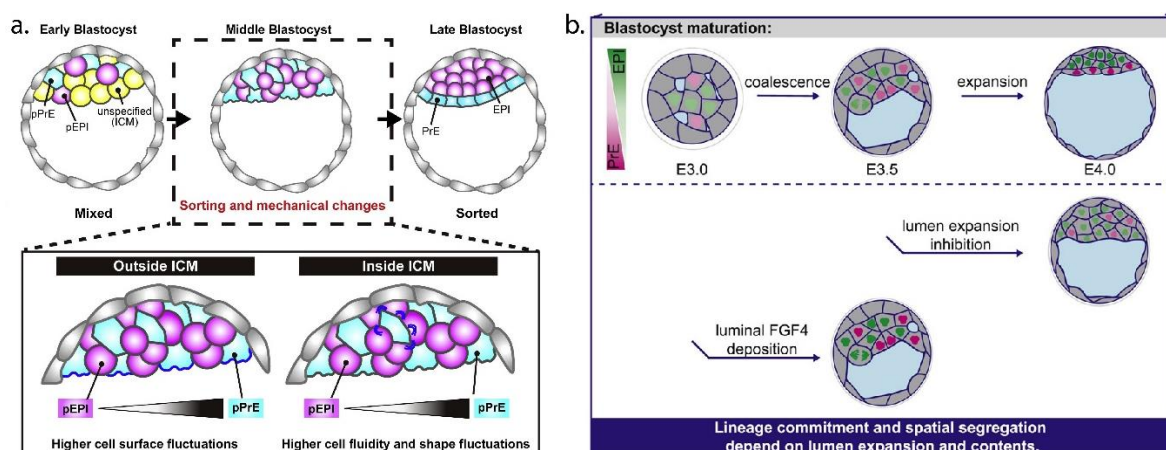 a.
Early Blastocyst
Middle Blastocyst
Late Blastocyst
pPrE
pEPI
unspecified
(ICM)
PrE
EPI
Mixed
Sorting and mechanical changes
Sorted
Outside ICM
Inside ICM
pEPI
pPrE
pEPI
pPrE
Higher cell surface fluctuations
Higher cell fluidity and shape fluctuations
b.
Blastocyst maturation:
EPI
PrE
coalescence
expansion
E3.0
E3.5
E4.0
lumen expansion
inhibition
luminal FGF4
deposition
Lineage commitment and spatial segregation
depend on lumen expansion and contents.